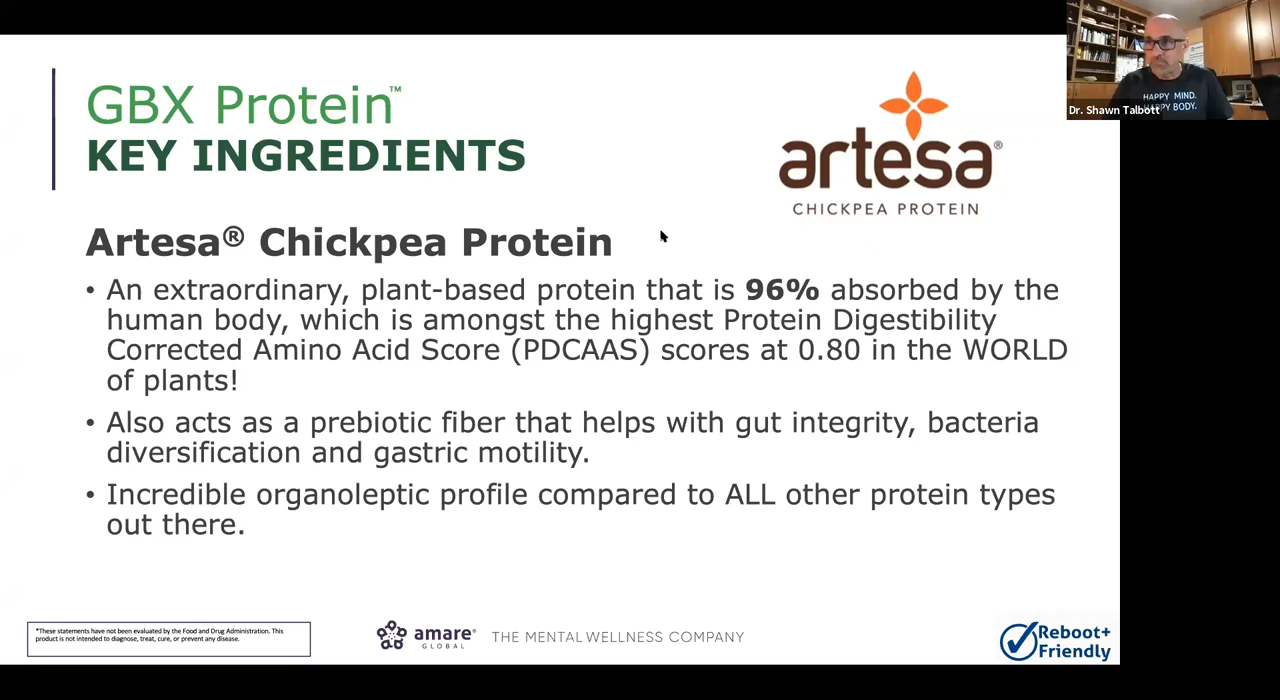 GBX Protein™
KEY INGREDIENTS
artesa®
CHICKPEA PROTEIN
HAPPY MIND.
HAPPY BODY.
Dr. Shawn Talbott
Artesa® Chickpea Protein
• An extraordinary, plant-based protein that is 96% absorbed by the
human body, which is amongst the highest Protein Digestibility
Corrected Amino Acid Score (PDCAAS) scores at 0.80 in the WORLD
of plants!
• Also acts as a prebiotic fiber that helps with gut integrity, bacteria
diversification and gastric motility.
• Incredible organoleptic profile compared to ALL other protein types
out there.
*These statements have not been evaluated by the Food and Drug Administration. This
product is not intended to diagnose, treat, cure, or prevent any disease.
amare®
GLOBAL
THE MENTAL WELLNESS COMPANY
Reboot+
Friendly